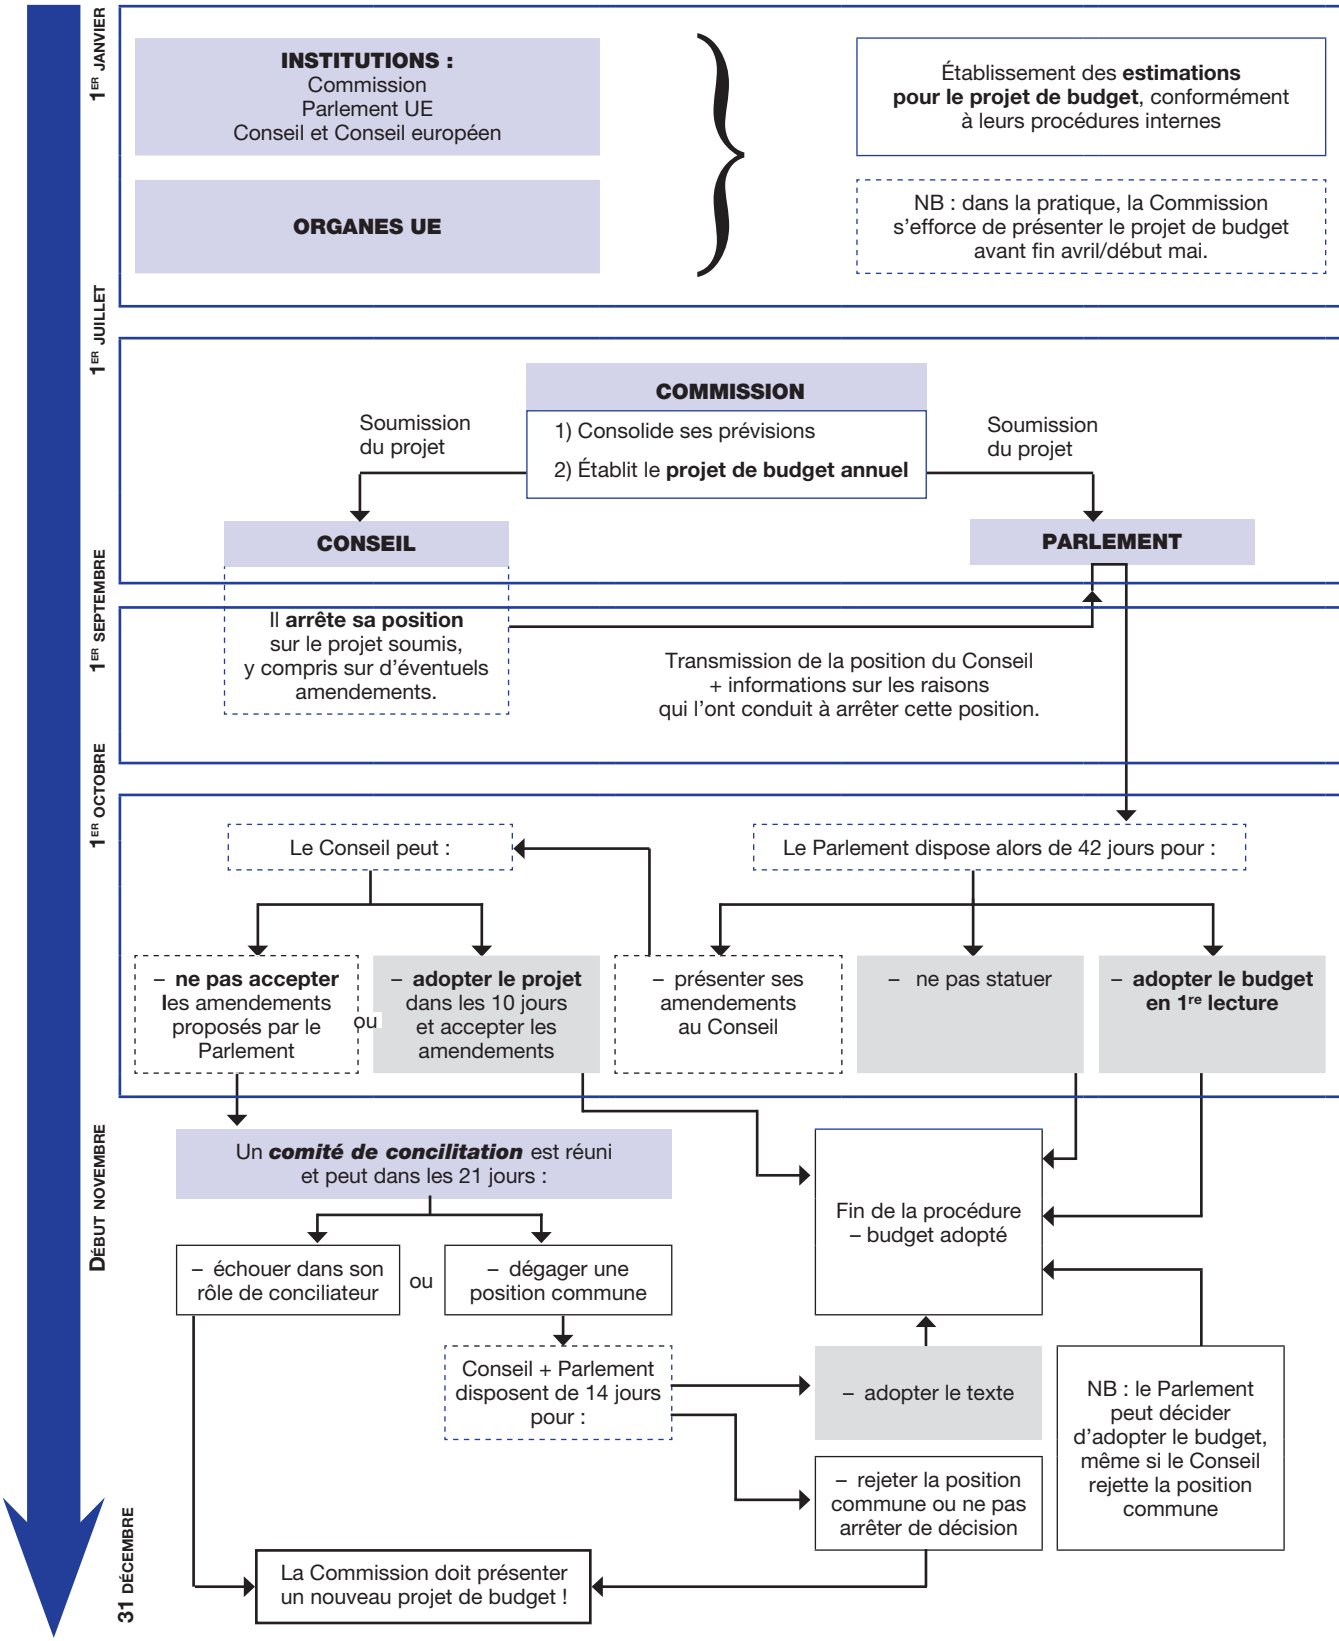 1ER JANVIER
INSTITUTIONS :
Commission
Parlement UE
Conseil et Conseil européen
Établissement des estimations
pour le projet de budget, conformément
à leurs procédures internes
ORGANES UE
NB : dans la pratique, la Commission
s’efforce de présenter le projet de budget
avant fin avril/début mai.
1ER JUILLET
COMMISSION
1) Consolide ses prévisions
2) Établit le projet de budget annuel
Soumission
du projet
Soumission
du projet
CONSEIL
PARLEMENT
1ER SEPTEMBRE
Il arrête sa position
sur le projet soumis,
y compris sur d’éventuels
amendements.
Transmission de la position du Conseil
+ informations sur les raisons
qui l’ont conduit à arrêter cette position.
1ER OCTOBRE
Le Conseil peut :
Le Parlement dispose alors de 42 jours pour :
– ne pas accepter
les amendements
proposés par le
Parlement
ou
– adopter le projet
dans les 10 jours
et accepter les
amendements
– présenter ses
amendements
au Conseil
– ne pas statuer
– adopter le budget
en 1re lecture
DÉBUT NOVEMBRE
Un comité de concilitation est réuni
et peut dans les 21 jours :
Fin de la procédure
– budget adopté
– échouer dans son
rôle de conciliateur
ou
– dégager une
position commune
Conseil + Parlement
disposent de 14 jours
pour :
– adopter le texte
NB : le Parlement
peut décider
d’adopter le budget,
même si le Conseil
rejette la position
commune
– rejeter la position
commune ou ne pas
arrêter de décision
31 DÉCEMBRE
La Commission doit présenter
un nouveau projet de budget !